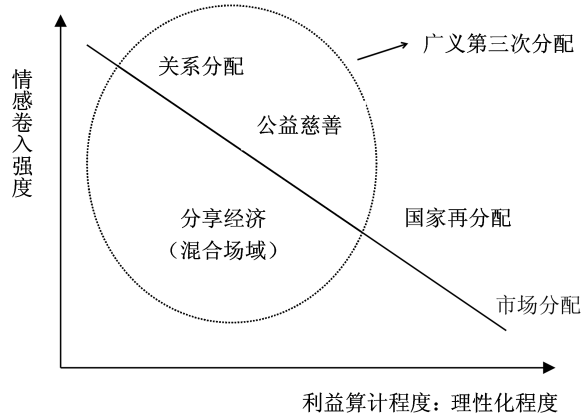 广义第三次分配
关系分配
情感卷入强度
公益慈善
分享经济
（混合场域）
国家再分配
市场分配
利益算计程度：理性化程度